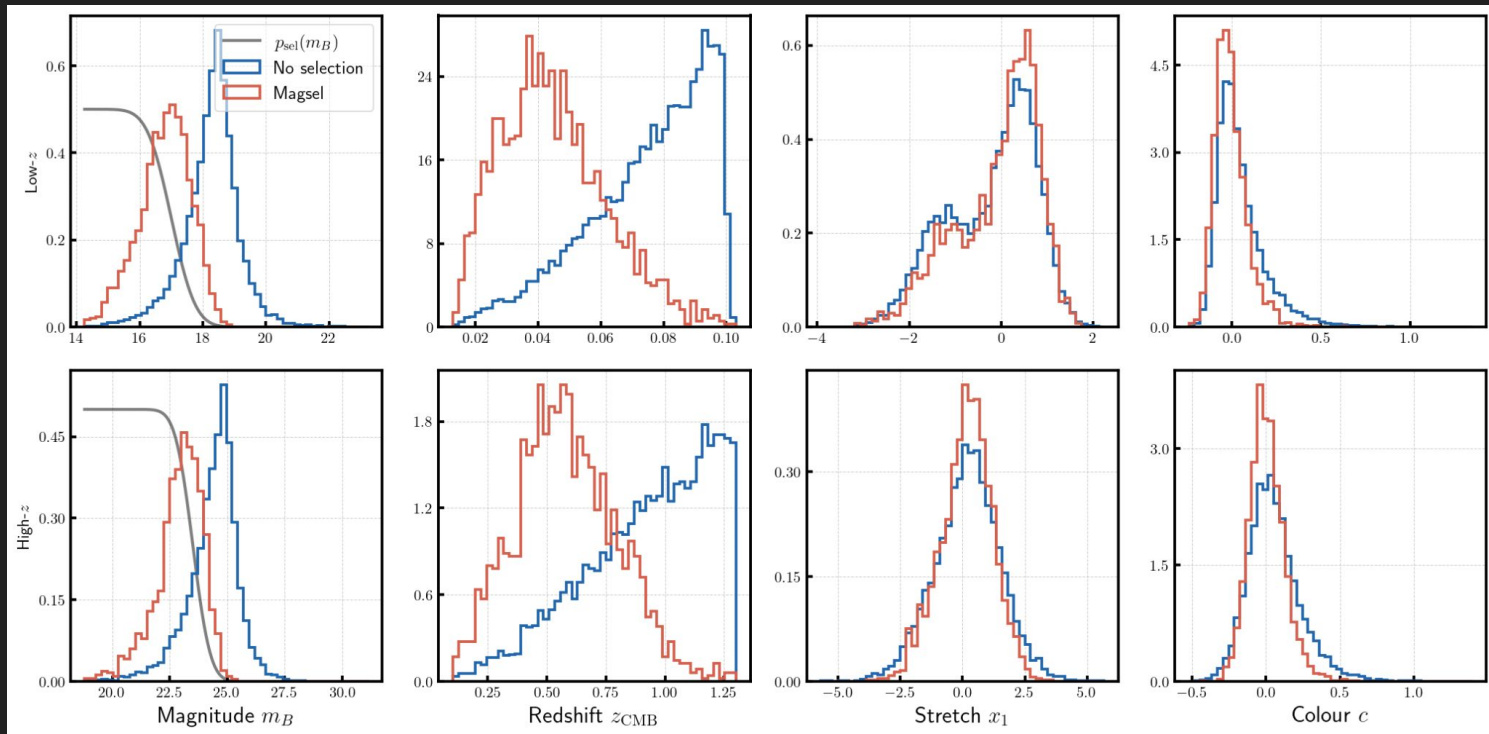 p_sel(m_B)
No selection
Magsel
Low-z
0.6
0.4
0.2
0.0
14 16 18 20 22
24
16
8
0
0.02 0.04 0.06 0.08 0.10
0.6
0.4
0.2
0.0
−4 −2 0 2
4.5
3.0
1.5
0.0
0.0 0.5 1.0
High-z
0.45
0.30
0.15
0.00
20.0 22.5 25.0 27.5 30.0
Magnitude m_B
1.8
1.2
0.6
0.0
0.25 0.50 0.75 1.00 1.25
Redshift z_CMB
0.30
0.15
0.00
−5.0 −2.5 0.0 2.5 5.0
Stretch x_1
3.0
1.5
0.0
−0.5 0.0 0.5 1.0
Colour c